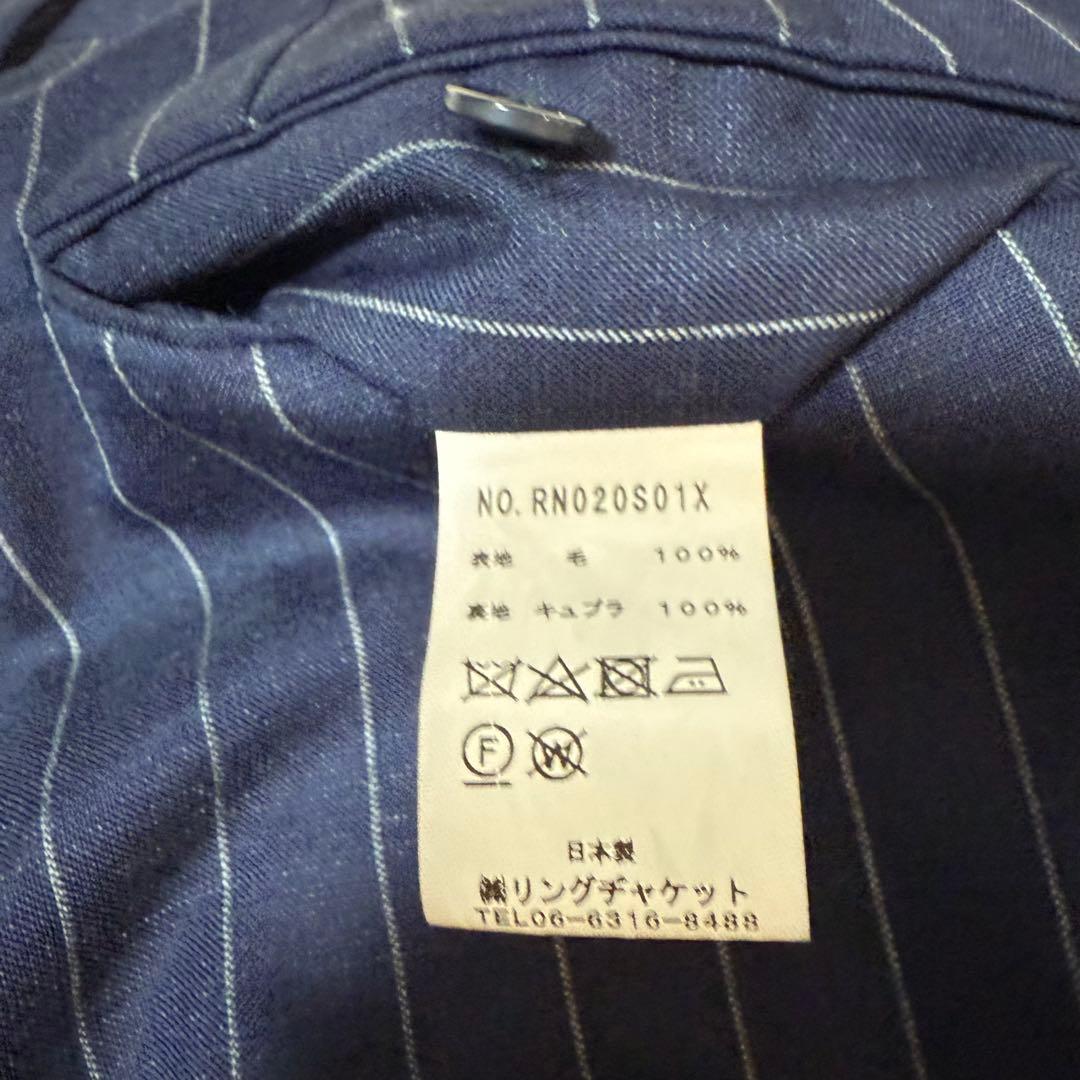 NO. RN020S01X
表地 毛 100%
裏地 キュプラ 100%
F W
日本製
㈱リングヂャケット
TEL06-6316-8488